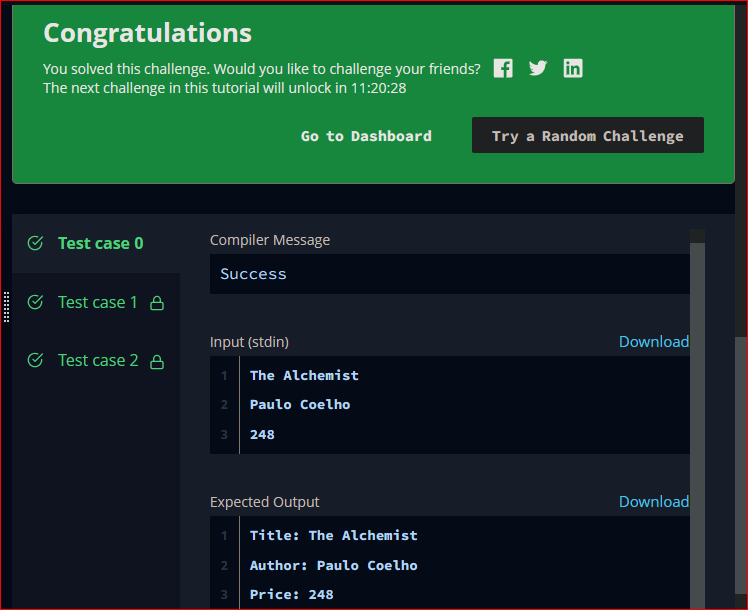 Congratulations
You solved this challenge. Would you like to challenge your friends?
The next challenge in this tutorial will unlock in 11:20:28
Go to Dashboard
Try a Random Challenge
Test case 0
Test case 1
Test case 2
Compiler Message
Success
Input (stdin)
Download
1 The Alchemist
2 Paulo Coelho
3 248
Expected Output
Download
1 Title: The Alchemist
2 Author: Paulo Coelho
3 Price: 248